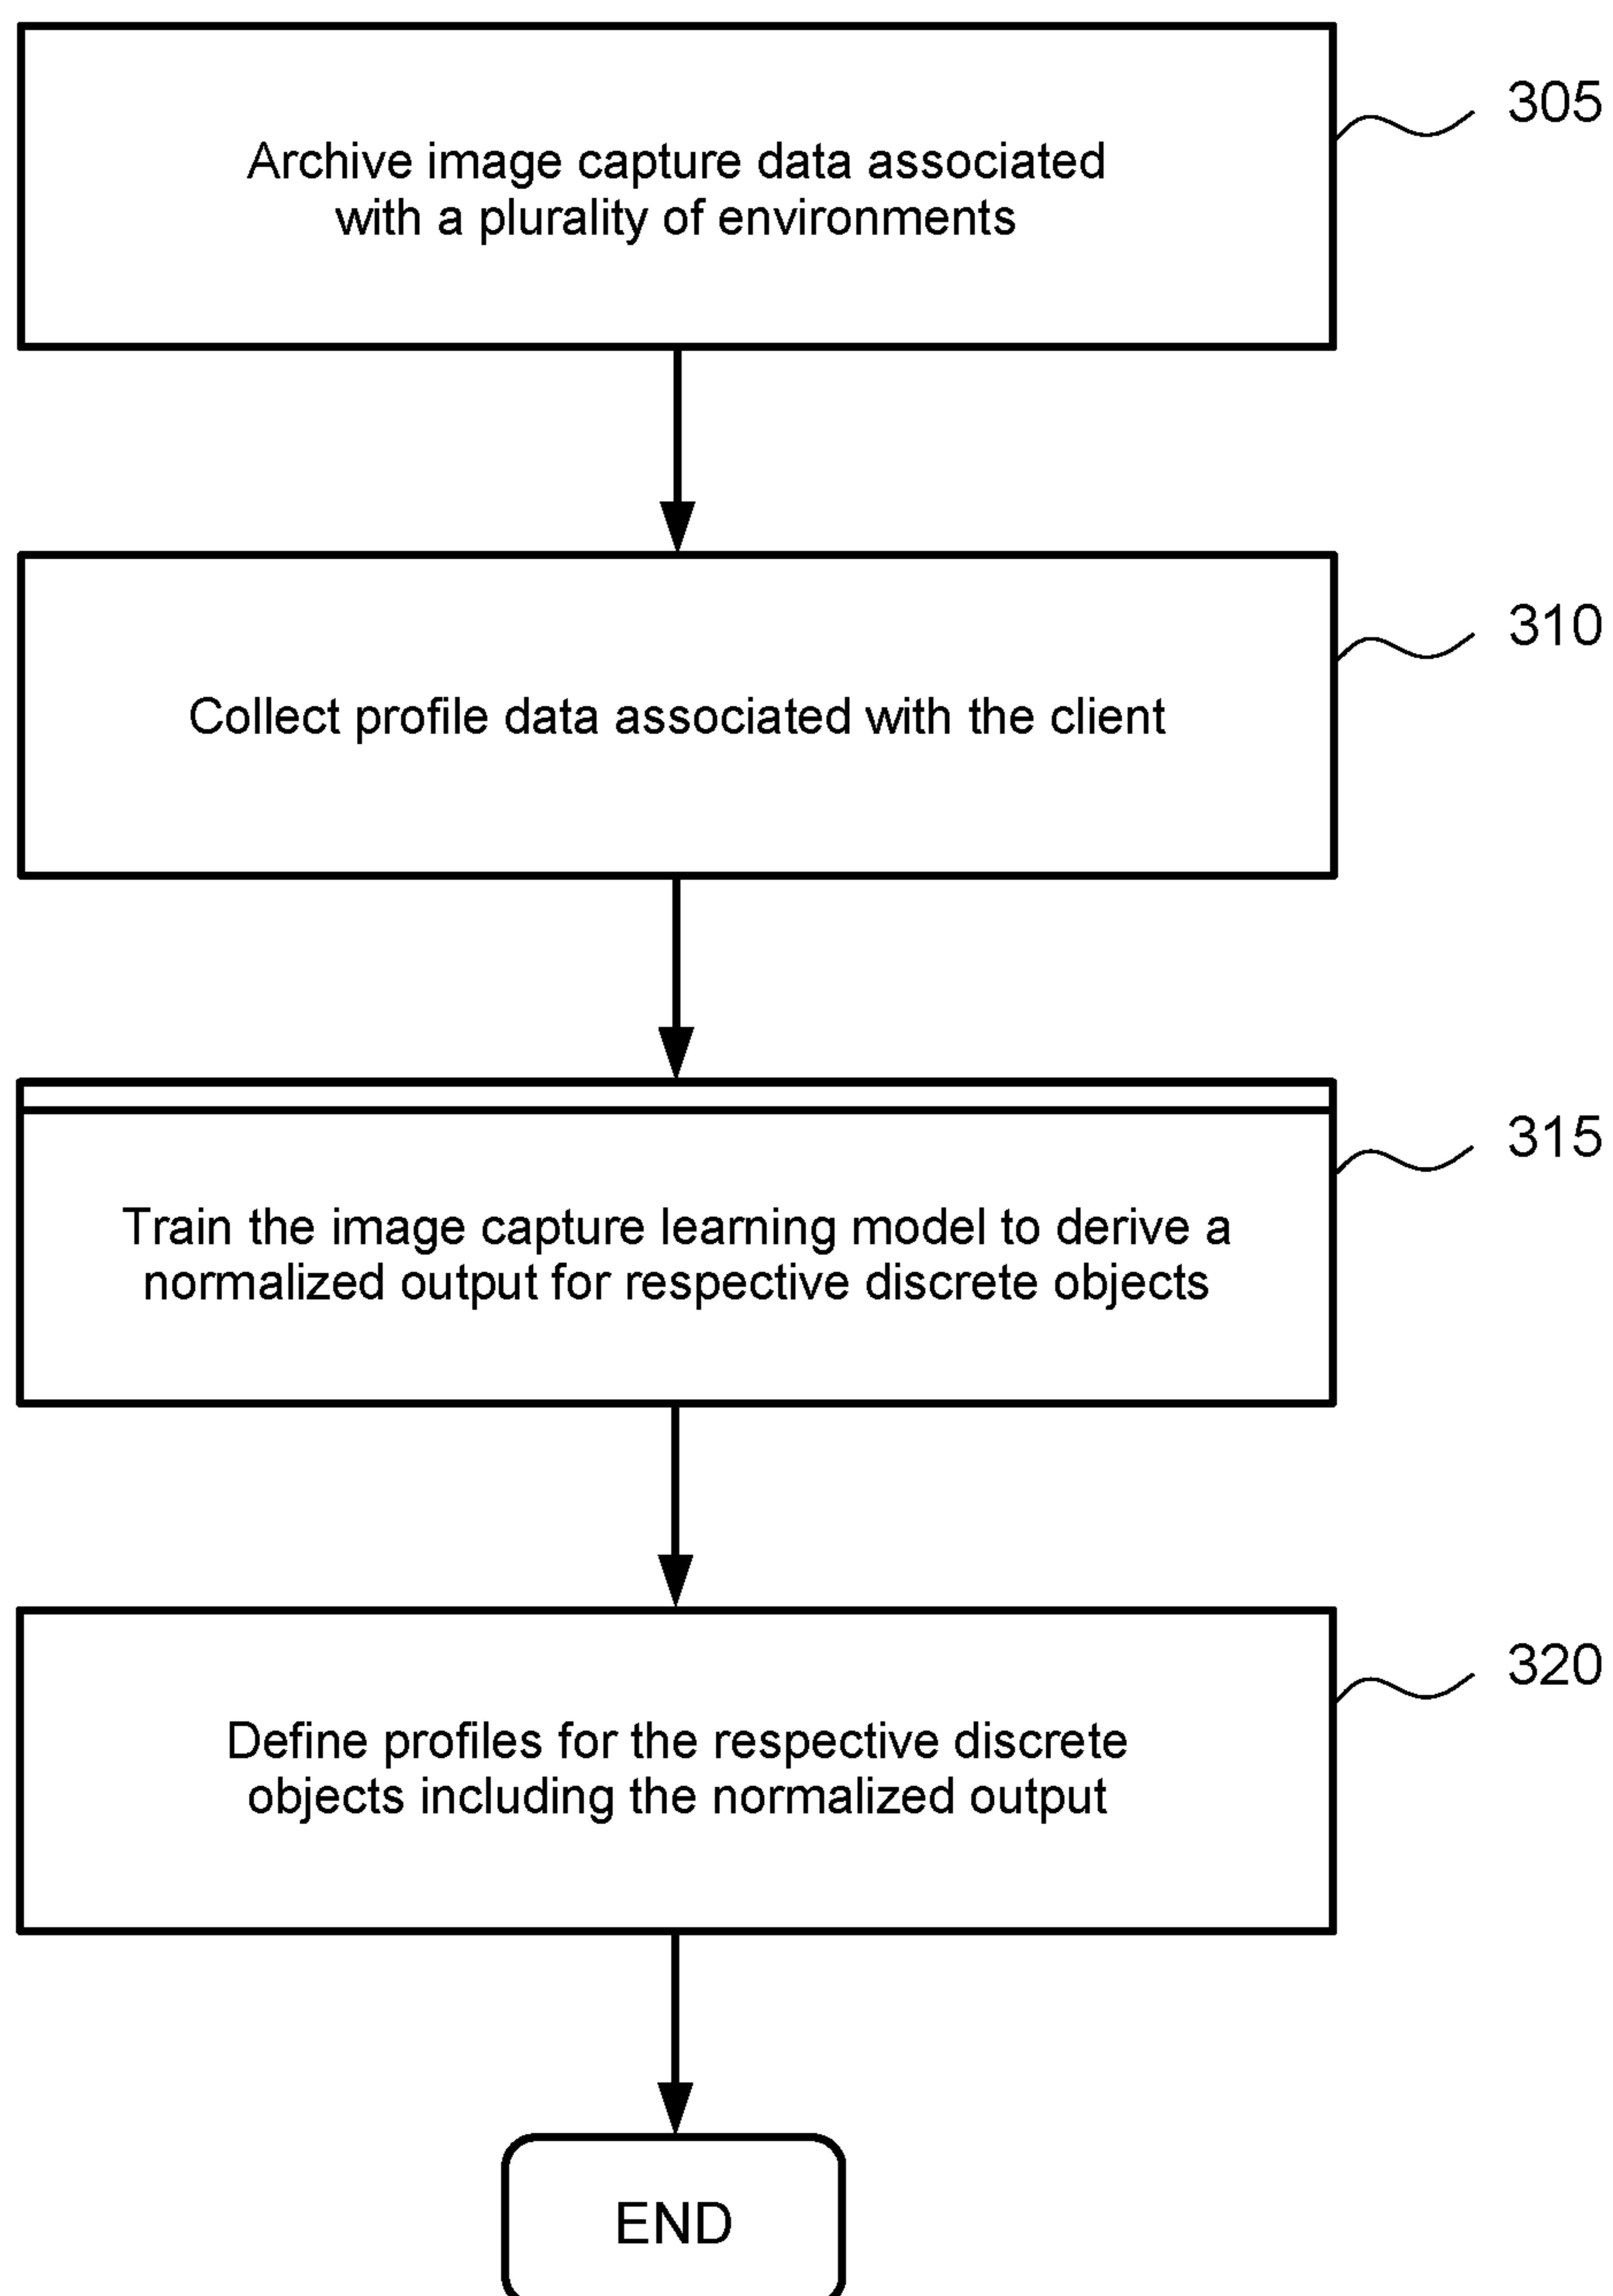 Archive image capture data associated
with a plurality of environments
305
Collect profile data associated with the client
310
Train the image capture learning model to derive a
normalized output for respective discrete objects
315
Define profiles for the respective discrete
objects including the normalized output
320
END